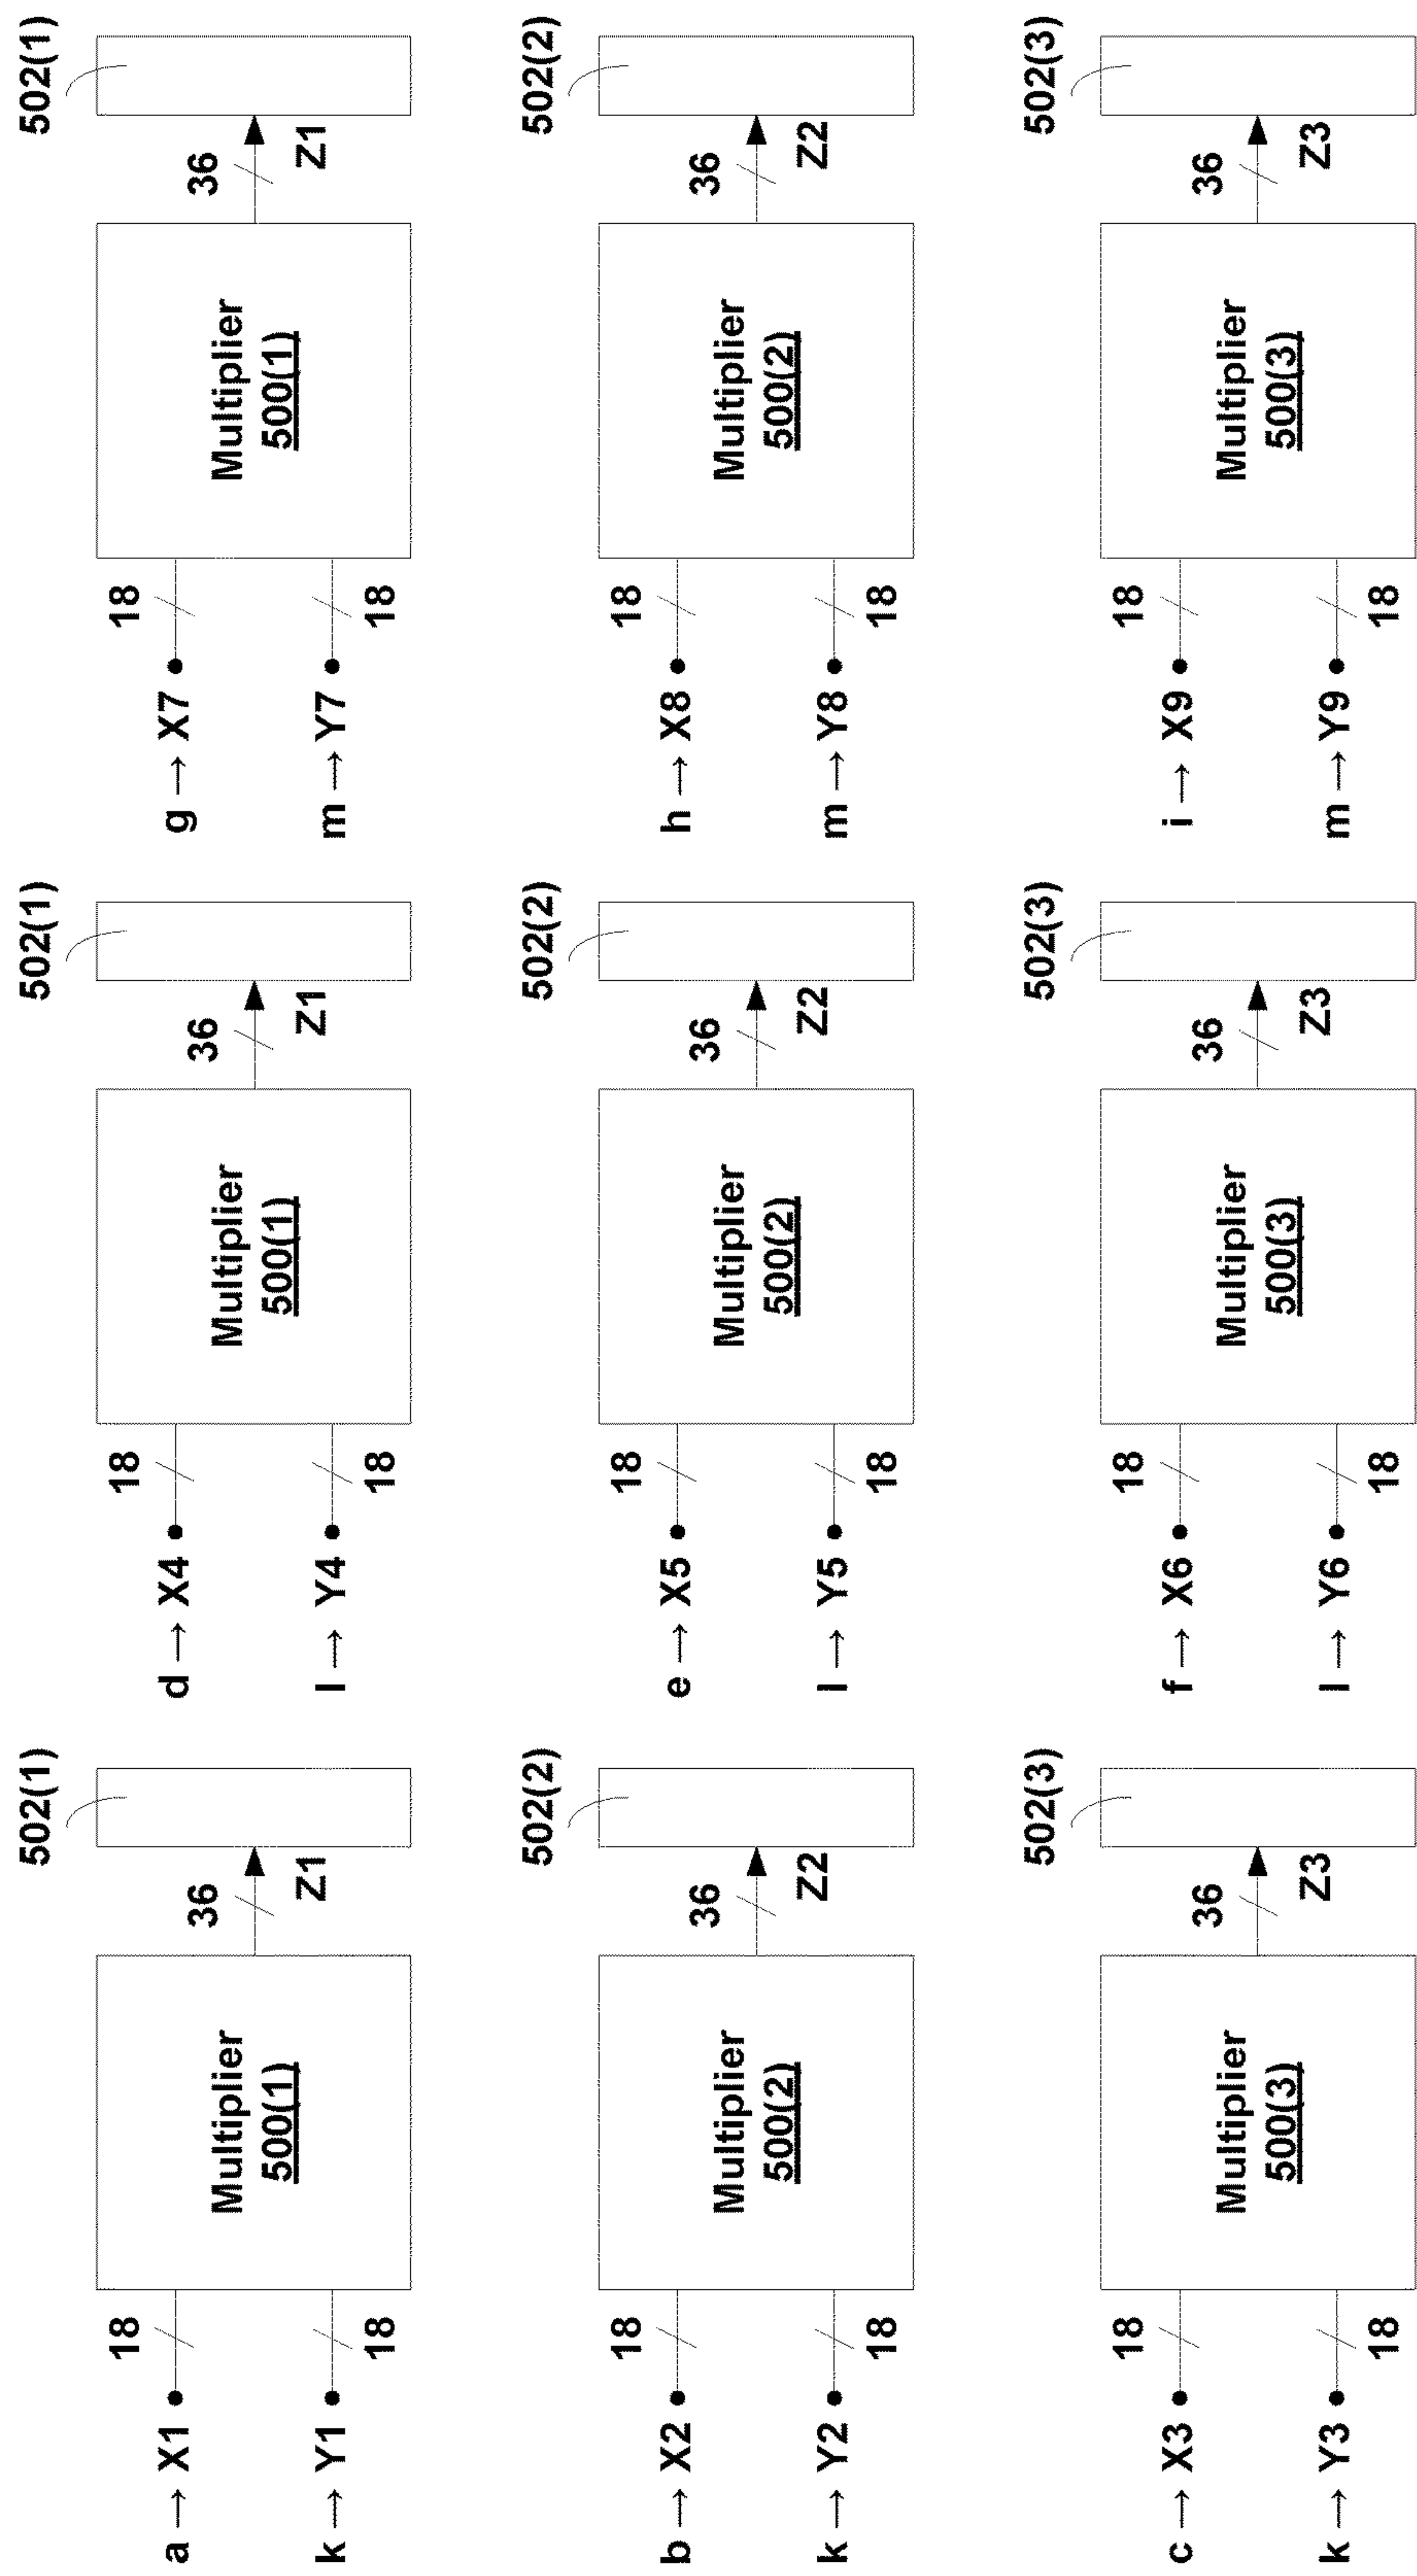 502(1)
18
36
a → X1
Multiplier
500(1)
Z1
k → Y1
18
502(1)
18
36
d → X4
Multiplier
500(1)
Z1
l → Y4
18
502(1)
18
36
g → X7
Multiplier
500(1)
Z1
m → Y7
18
502(2)
18
36
b → X2
Multiplier
500(2)
Z2
k → Y2
18
502(2)
18
36
e → X5
Multiplier
500(2)
Z2
l → Y5
18
502(2)
18
36
h → X8
Multiplier
500(2)
Z2
m → Y8
18
502(3)
18
36
c → X3
Multiplier
500(3)
Z3
k → Y3
18
502(3)
18
36
f → X6
Multiplier
500(3)
Z3
l → Y6
18
502(3)
18
36
i → X9
Multiplier
500(3)
Z3
m → Y9
18